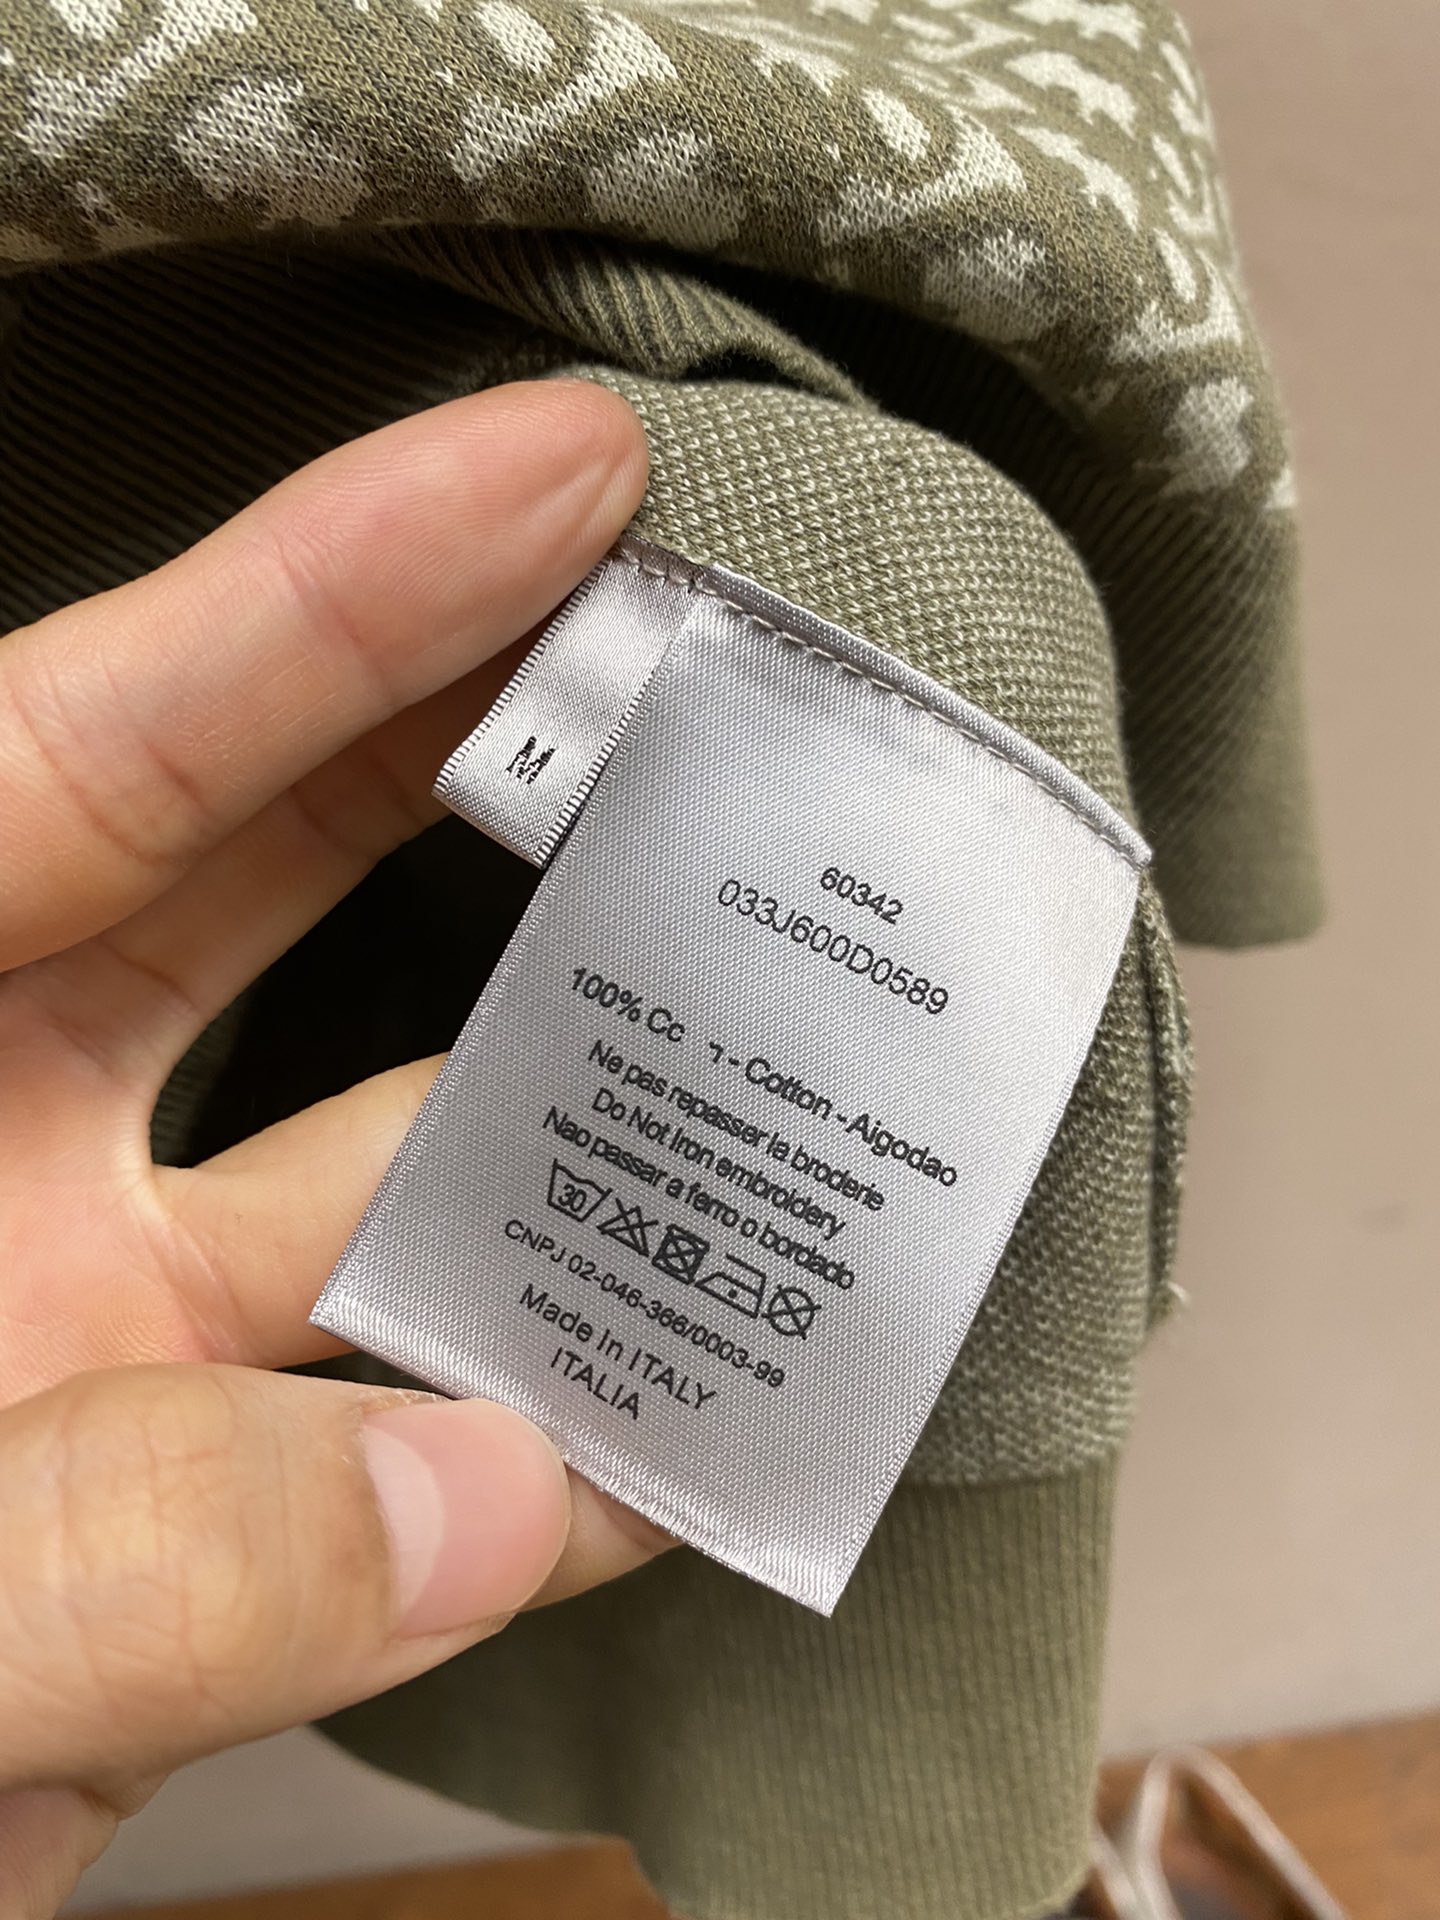 M
60342
033J600D0589
100% - Cotton - Algodao
Ne pas repasser la broderie
Do Not Iron embroidery
Nao passar a ferro o bordado
30
CNPJ 02-046-366/0003-99
Made In ITALY
ITALIA